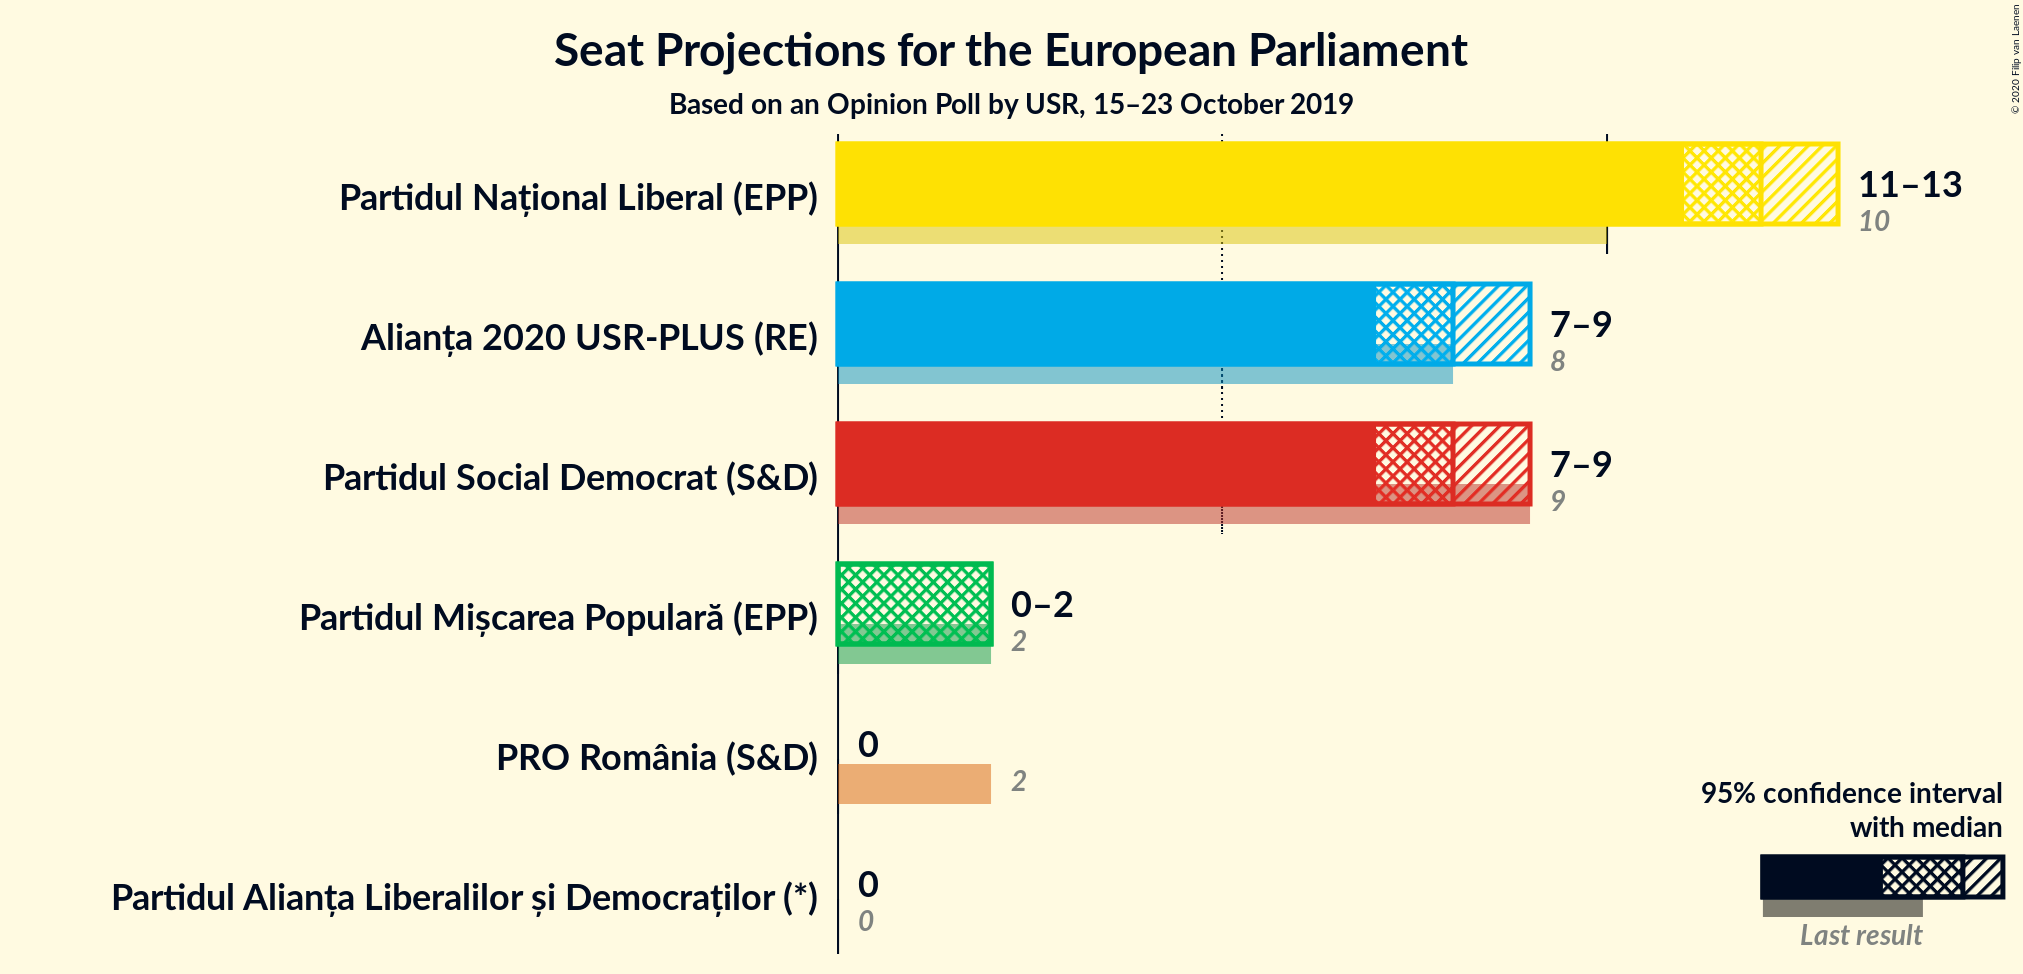 Seat Projections for the European Parliament
Based on an Opinion Poll by USR, 15–23 October 2019
© 2020 Filip van Laenen
Partidul Național Liberal (EPP)
11–13
10
Alianța 2020 USR-PLUS (RE)
7–9
8
Partidul Social Democrat (S&D)
7–9
9
Partidul Mișcarea Populară (EPP)
0–2
2
PRO România (S&D)
0
2
Partidul Alianța Liberalilor și Democraților (*)
0
0
95% confidence interval
with median
Last result